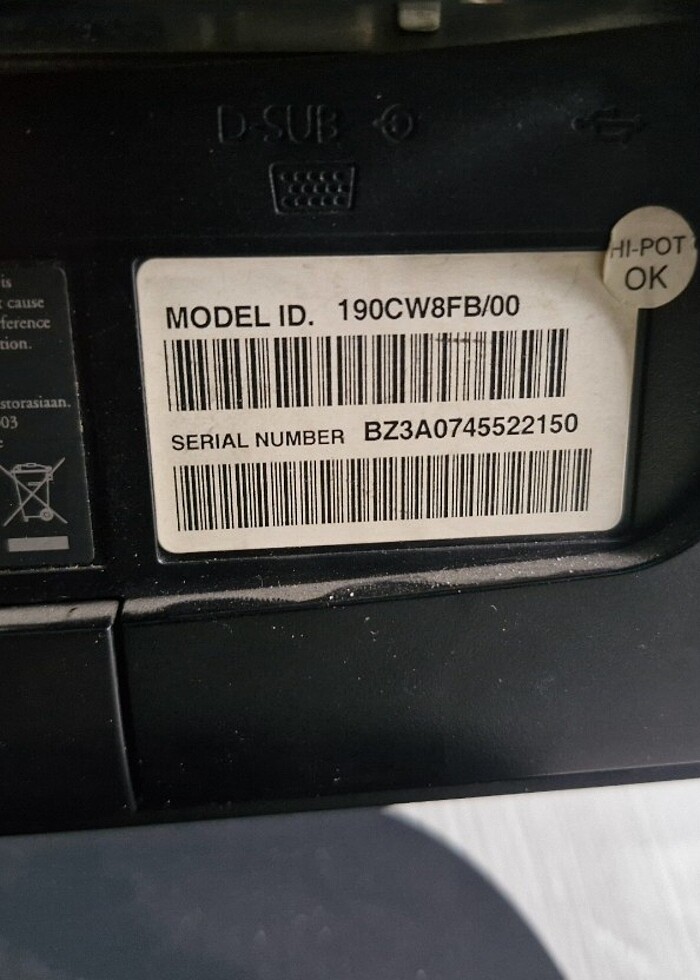 D-SUB
HI-POT
OK
is
cause
ference
tion.
storasiaan.
03
e
MODEL ID. 190CW8FB/00
SERIAL NUMBER BZ3A0745522150